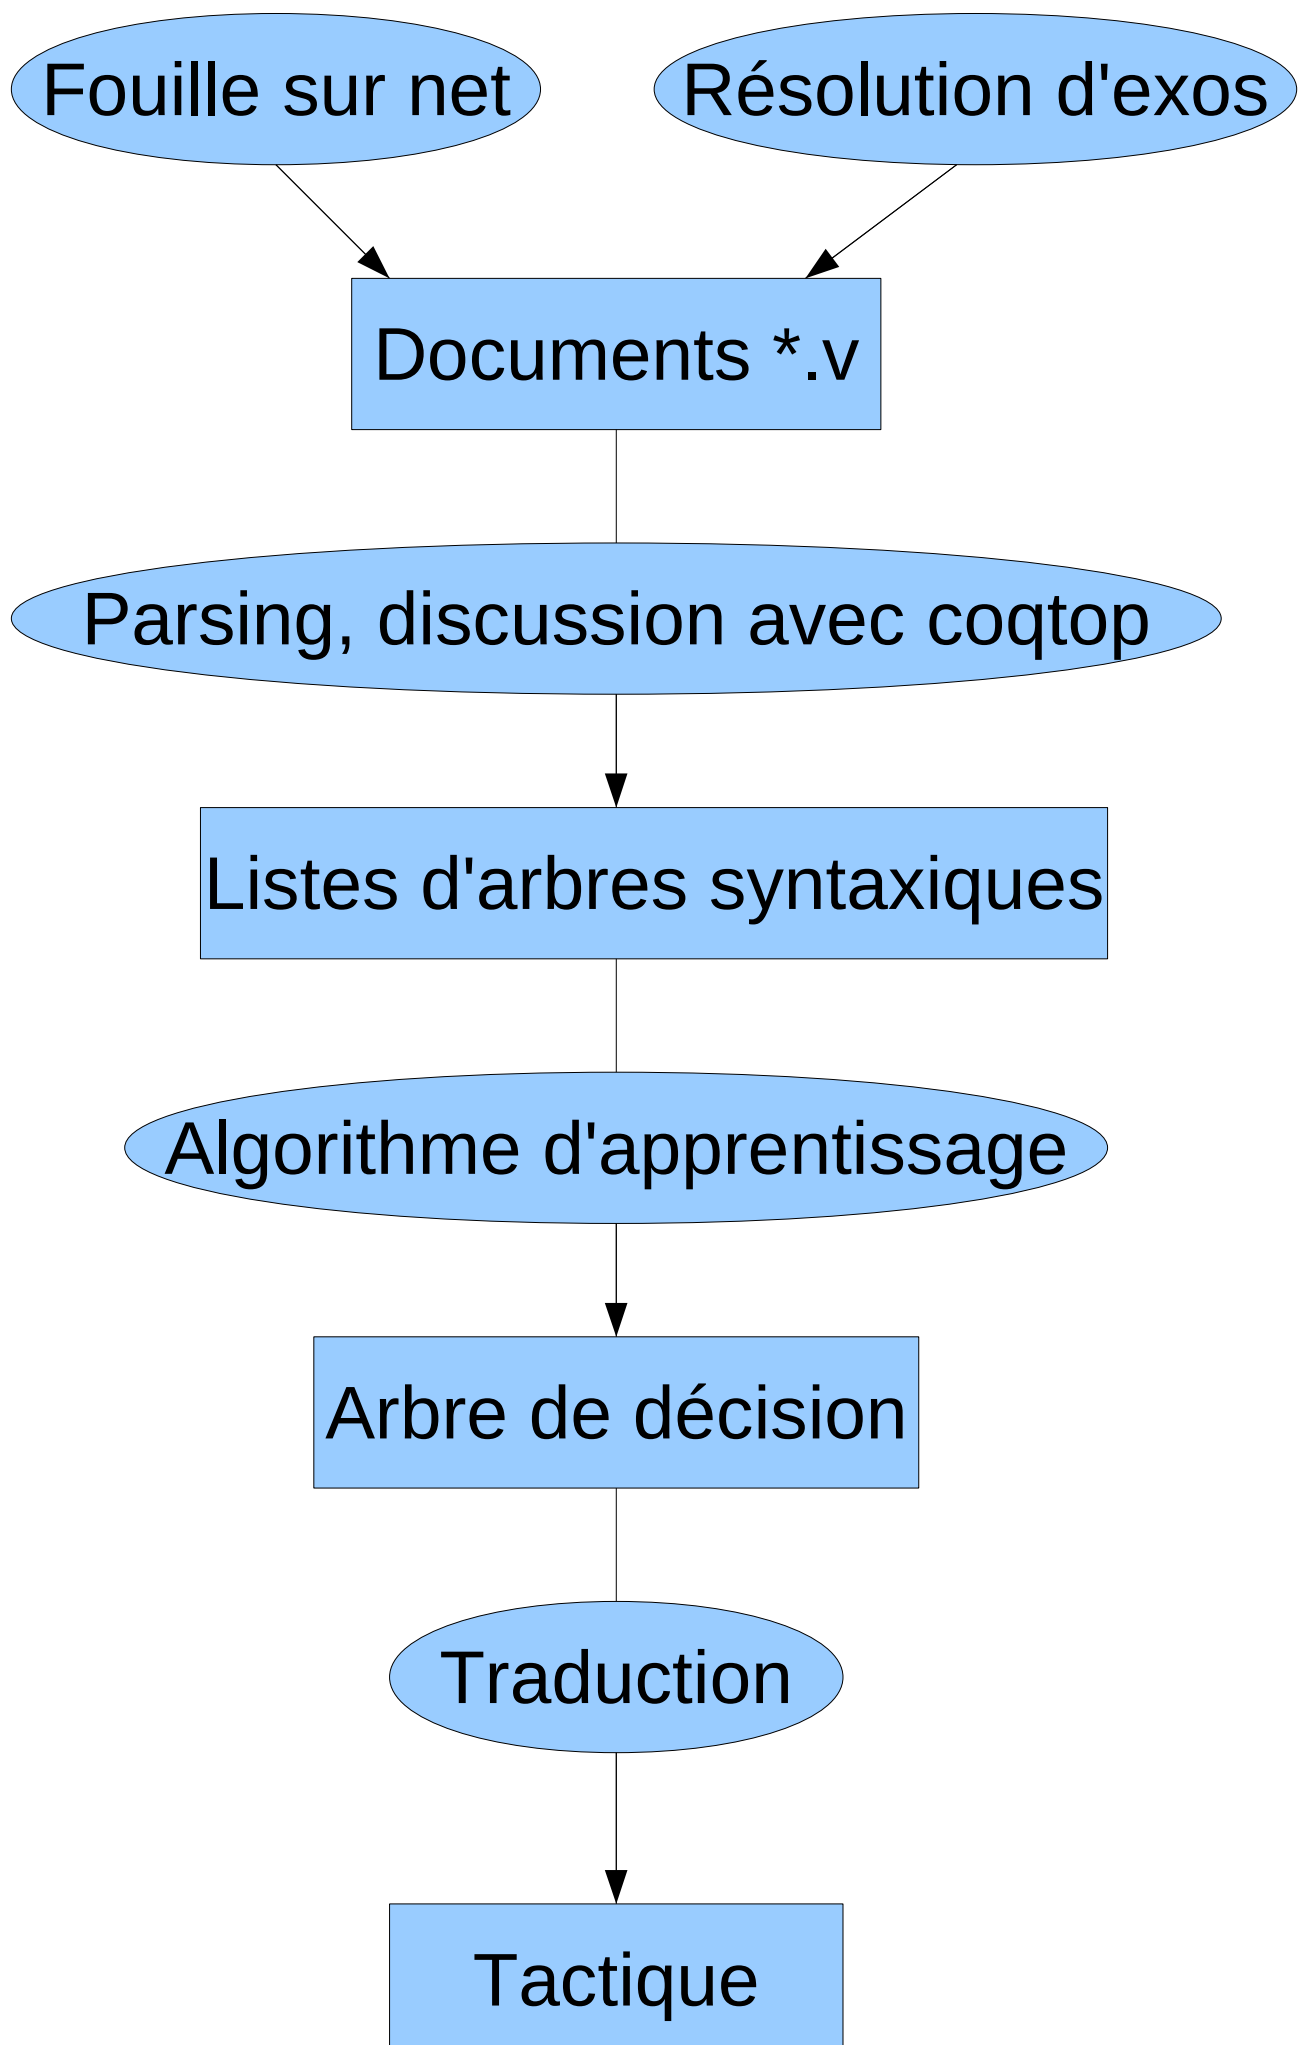 Fouille sur net
Résolution d'exos
Documents *.v
Parsing, discussion avec coqtop
Listes d'arbres syntaxiques
Algorithme d'apprentissage
Arbre de décision
Traduction
Tactique